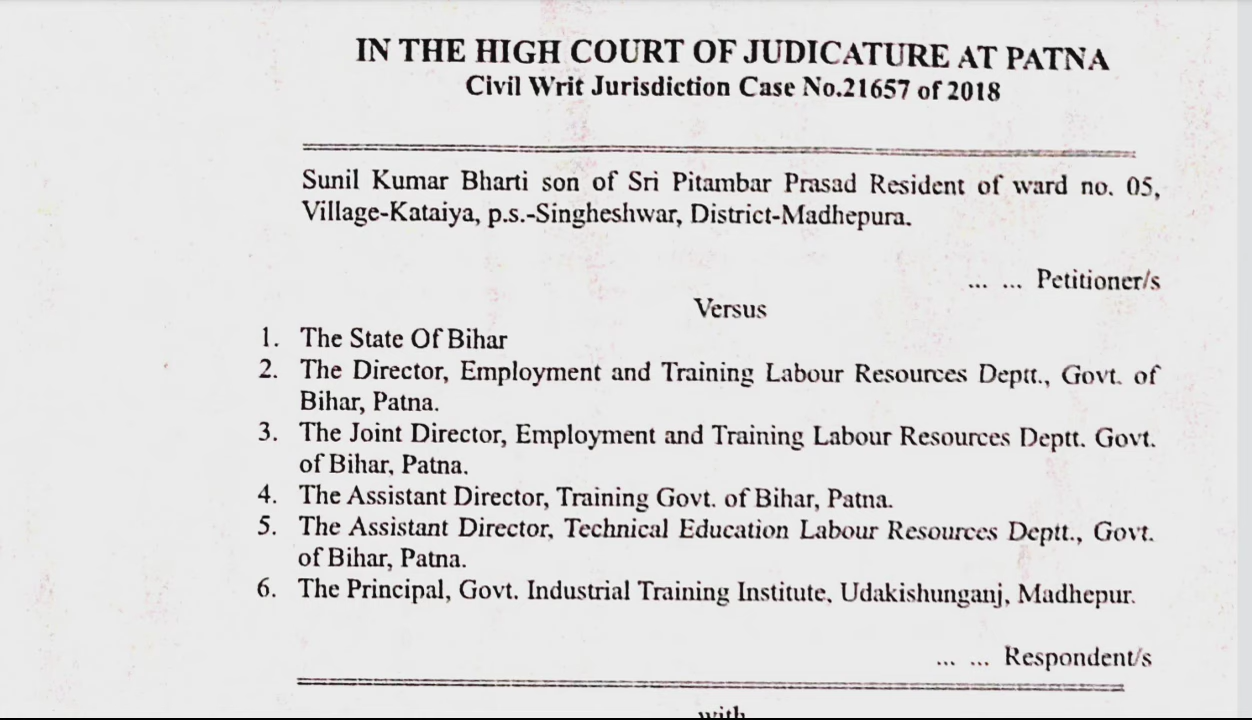 IN THE HIGH COURT OF JUDICATURE AT PATNA
Civil Writ Jurisdiction Case No.21657 of 2018
Sunil Kumar Bharti son of Sri Pitambar Prasad Resident of ward no. 05,
Village-Kataiya, p.s.-Singheshwar, District-Madhepura.
... ... Petitioner/s
Versus
1. The State Of Bihar
2. The Director, Employment and Training Labour Resources Deptt., Govt. of
Bihar, Patna.
3. The Joint Director, Employment and Training Labour Resources Deptt. Govt.
of Bihar, Patna.
4. The Assistant Director, Training Govt. of Bihar, Patna.
5. The Assistant Director, Technical Education Labour Resources Deptt., Govt.
of Bihar, Patna.
6. The Principal, Govt. Industrial Training Institute, Udakishunganj, Madhepur.
... ... Respondent/s
with